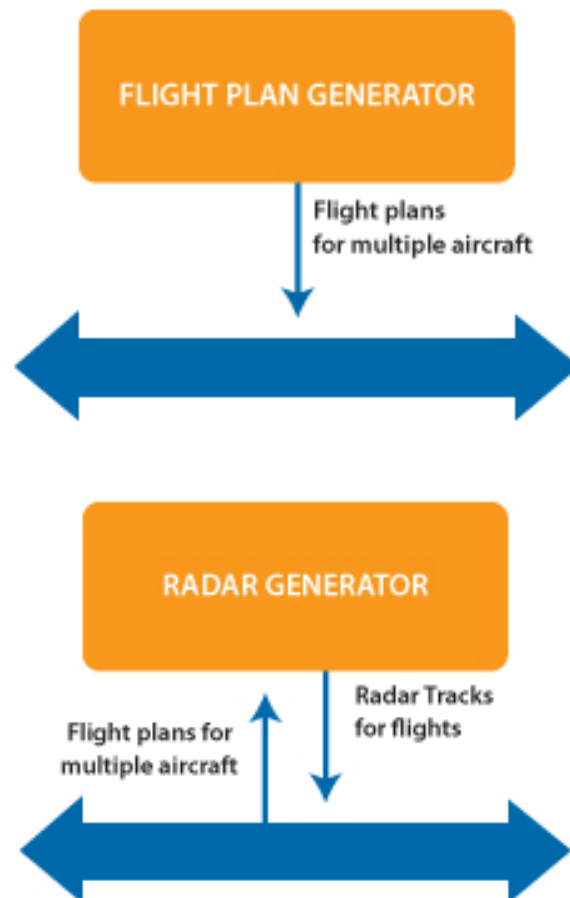 FLIGHT PLAN GENERATOR
Flight plans
for multiple aircraft
RADAR GENERATOR
Radar Tracks
for flights
Flight plans for
multiple aircraft